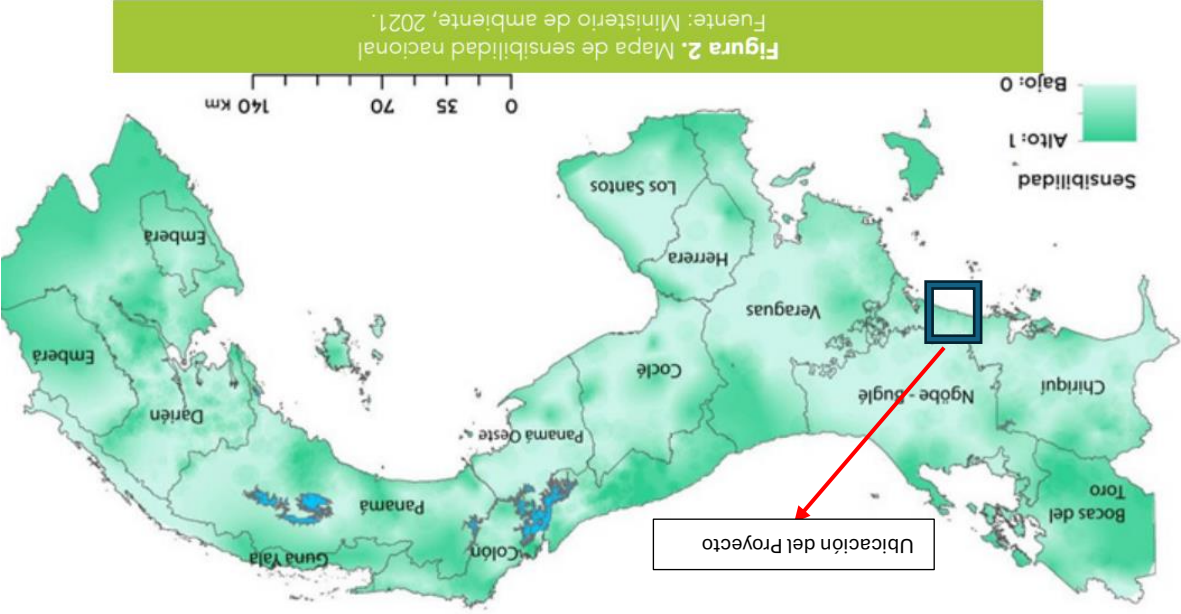 Ubicación del Proyecto
Colón
Guna Yala
Bocas del
Toro
Panamá
Panamá Oeste
Darién
Chiriquí
Ngöbe - Buglé
Coclé
Emberá
Veraguas
Herrera
Emberá
Los Santos
Sensibilidad
Alto: 1
Bajo: 0
0 35 70 140 Km
Figura 2. Mapa de sensibilidad nacional
Fuente: Ministerio de ambiente, 2021.